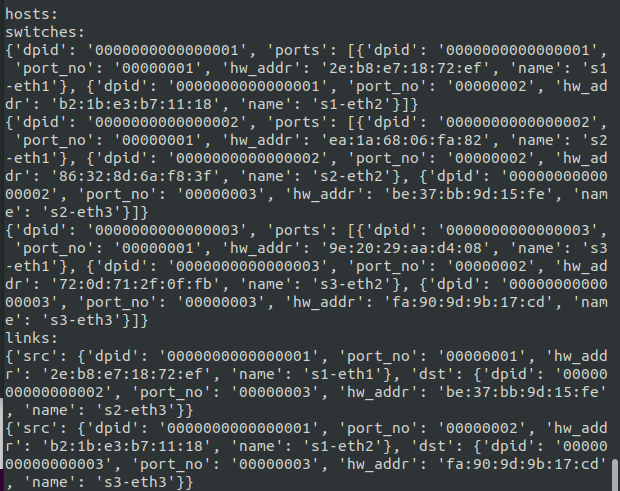 hosts:
switches:
{'dpid': '0000000000000001', 'ports': [{'dpid': '0000000000000001',
 'port_no': '00000001', 'hw_addr': '2e:b8:e7:18:72:ef', 'name': 's1
-eth1'}, {'dpid': '0000000000000001', 'port_no': '00000002', 'hw_ad
dr': 'b2:1b:e3:b7:11:18', 'name': 's1-eth2'}]}
{'dpid': '0000000000000002', 'ports': [{'dpid': '0000000000000002',
 'port_no': '00000001', 'hw_addr': 'ea:1a:68:06:fa:82', 'name': 's2
-eth1'}, {'dpid': '0000000000000002', 'port_no': '00000002', 'hw_ad
dr': '86:32:8d:6a:f8:3f', 'name': 's2-eth2'}, {'dpid': '000000000000
0002', 'port_no': '00000003', 'hw_addr': 'be:37:bb:9d:15:fe', 'nam
e': 's2-eth3'}]}
{'dpid': '0000000000000003', 'ports': [{'dpid': '0000000000000003',
 'port_no': '00000001', 'hw_addr': '9e:20:29:aa:d4:08', 'name': 's3
-eth1'}, {'dpid': '0000000000000003', 'port_no': '00000002', 'hw_ad
dr': '72:0d:71:2f:0f:fb', 'name': 's3-eth2'}, {'dpid': '000000000000
0003', 'port_no': '00000003', 'hw_addr': 'fa:90:9d:9b:17:cd', 'nam
e': 's3-eth3'}]}
links:
{'src': {'dpid': '0000000000000001', 'port_no': '00000001', 'hw_add
r': '2e:b8:e7:18:72:ef', 'name': 's1-eth1'}, 'dst': {'dpid': '00000
00000000002', 'port_no': '00000003', 'hw_addr': 'be:37:bb:9d:15:fe'
, 'name': 's2-eth3'}}
{'src': {'dpid': '0000000000000001', 'port_no': '00000002', 'hw_add
r': 'b2:1b:e3:b7:11:18', 'name': 's1-eth2'}, 'dst': {'dpid': '00000
00000000003', 'port_no': '00000003', 'hw_addr': 'fa:90:9d:9b:17:cd'
, 'name': 's3-eth3'}}